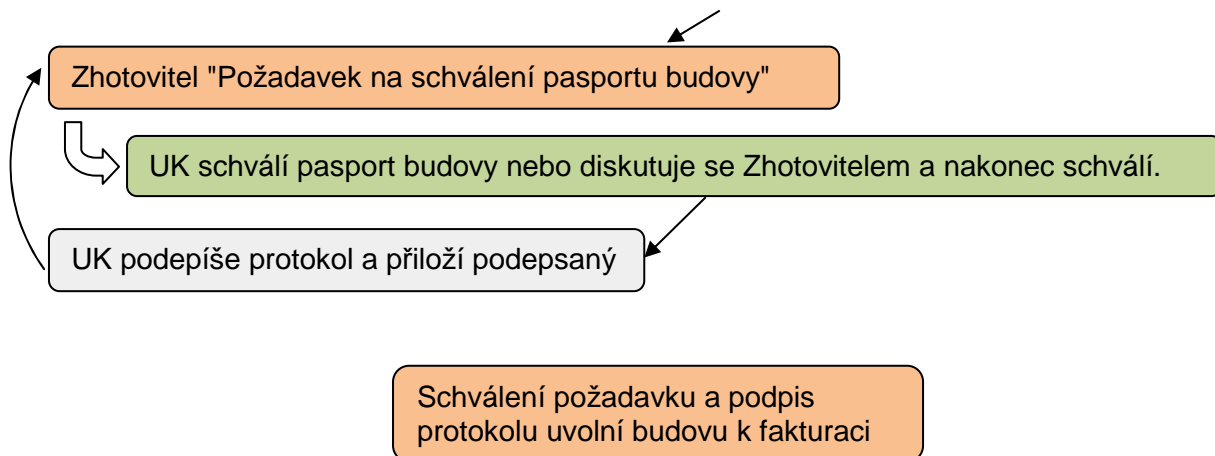 Zhotovitel "Požadavek na schválení pasportu budovy"
UK schválí pasport budovy nebo diskutuje se Zhotovitelem a nakonec schválí.
UK podepíše protokol a přiloží podepsaný
Schválení požadavku a podpis
protokolu uvolní budovu k fakturaci